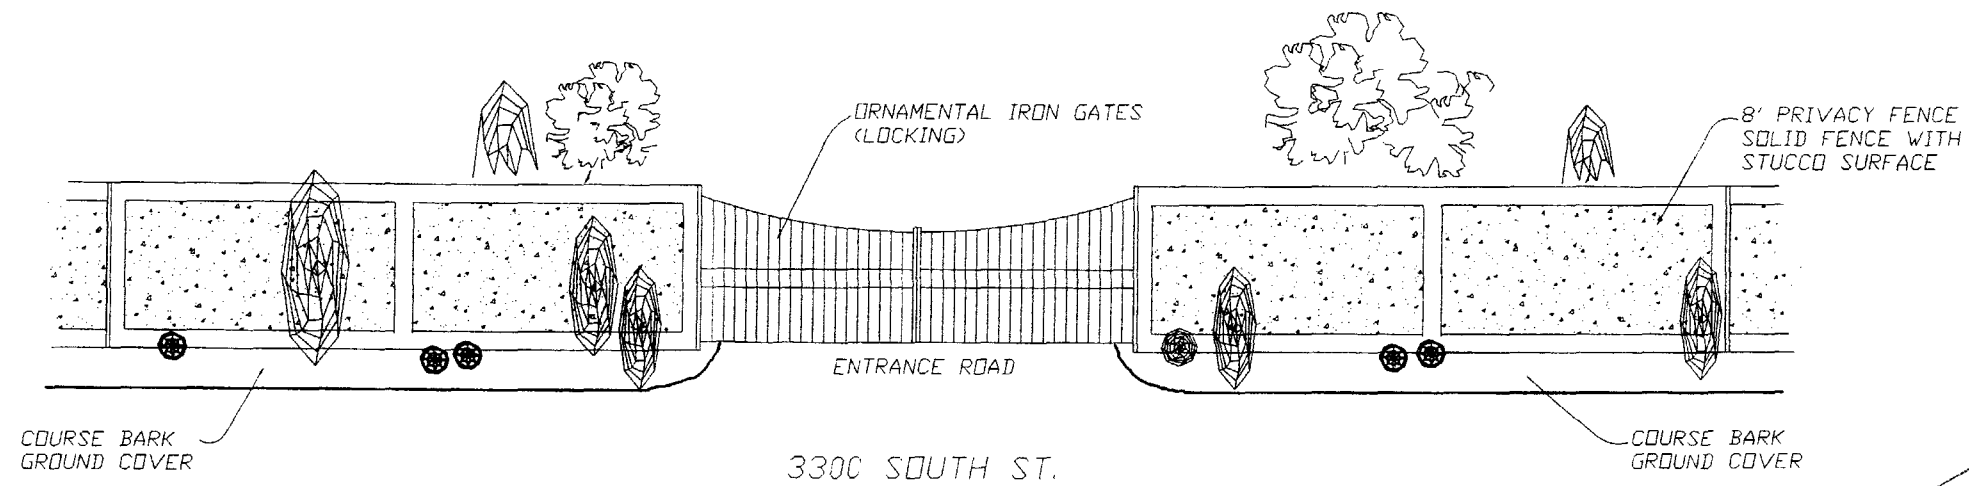 ORNAMENTAL IRON GATES
(LOCKING)
8' PRIVACY FENCE
SOLID FENCE WITH
STUCCO SURFACE
ENTRANCE ROAD
COURSE BARK
GROUND COVER
COURSE BARK
GROUND COVER
3300 SOUTH ST.